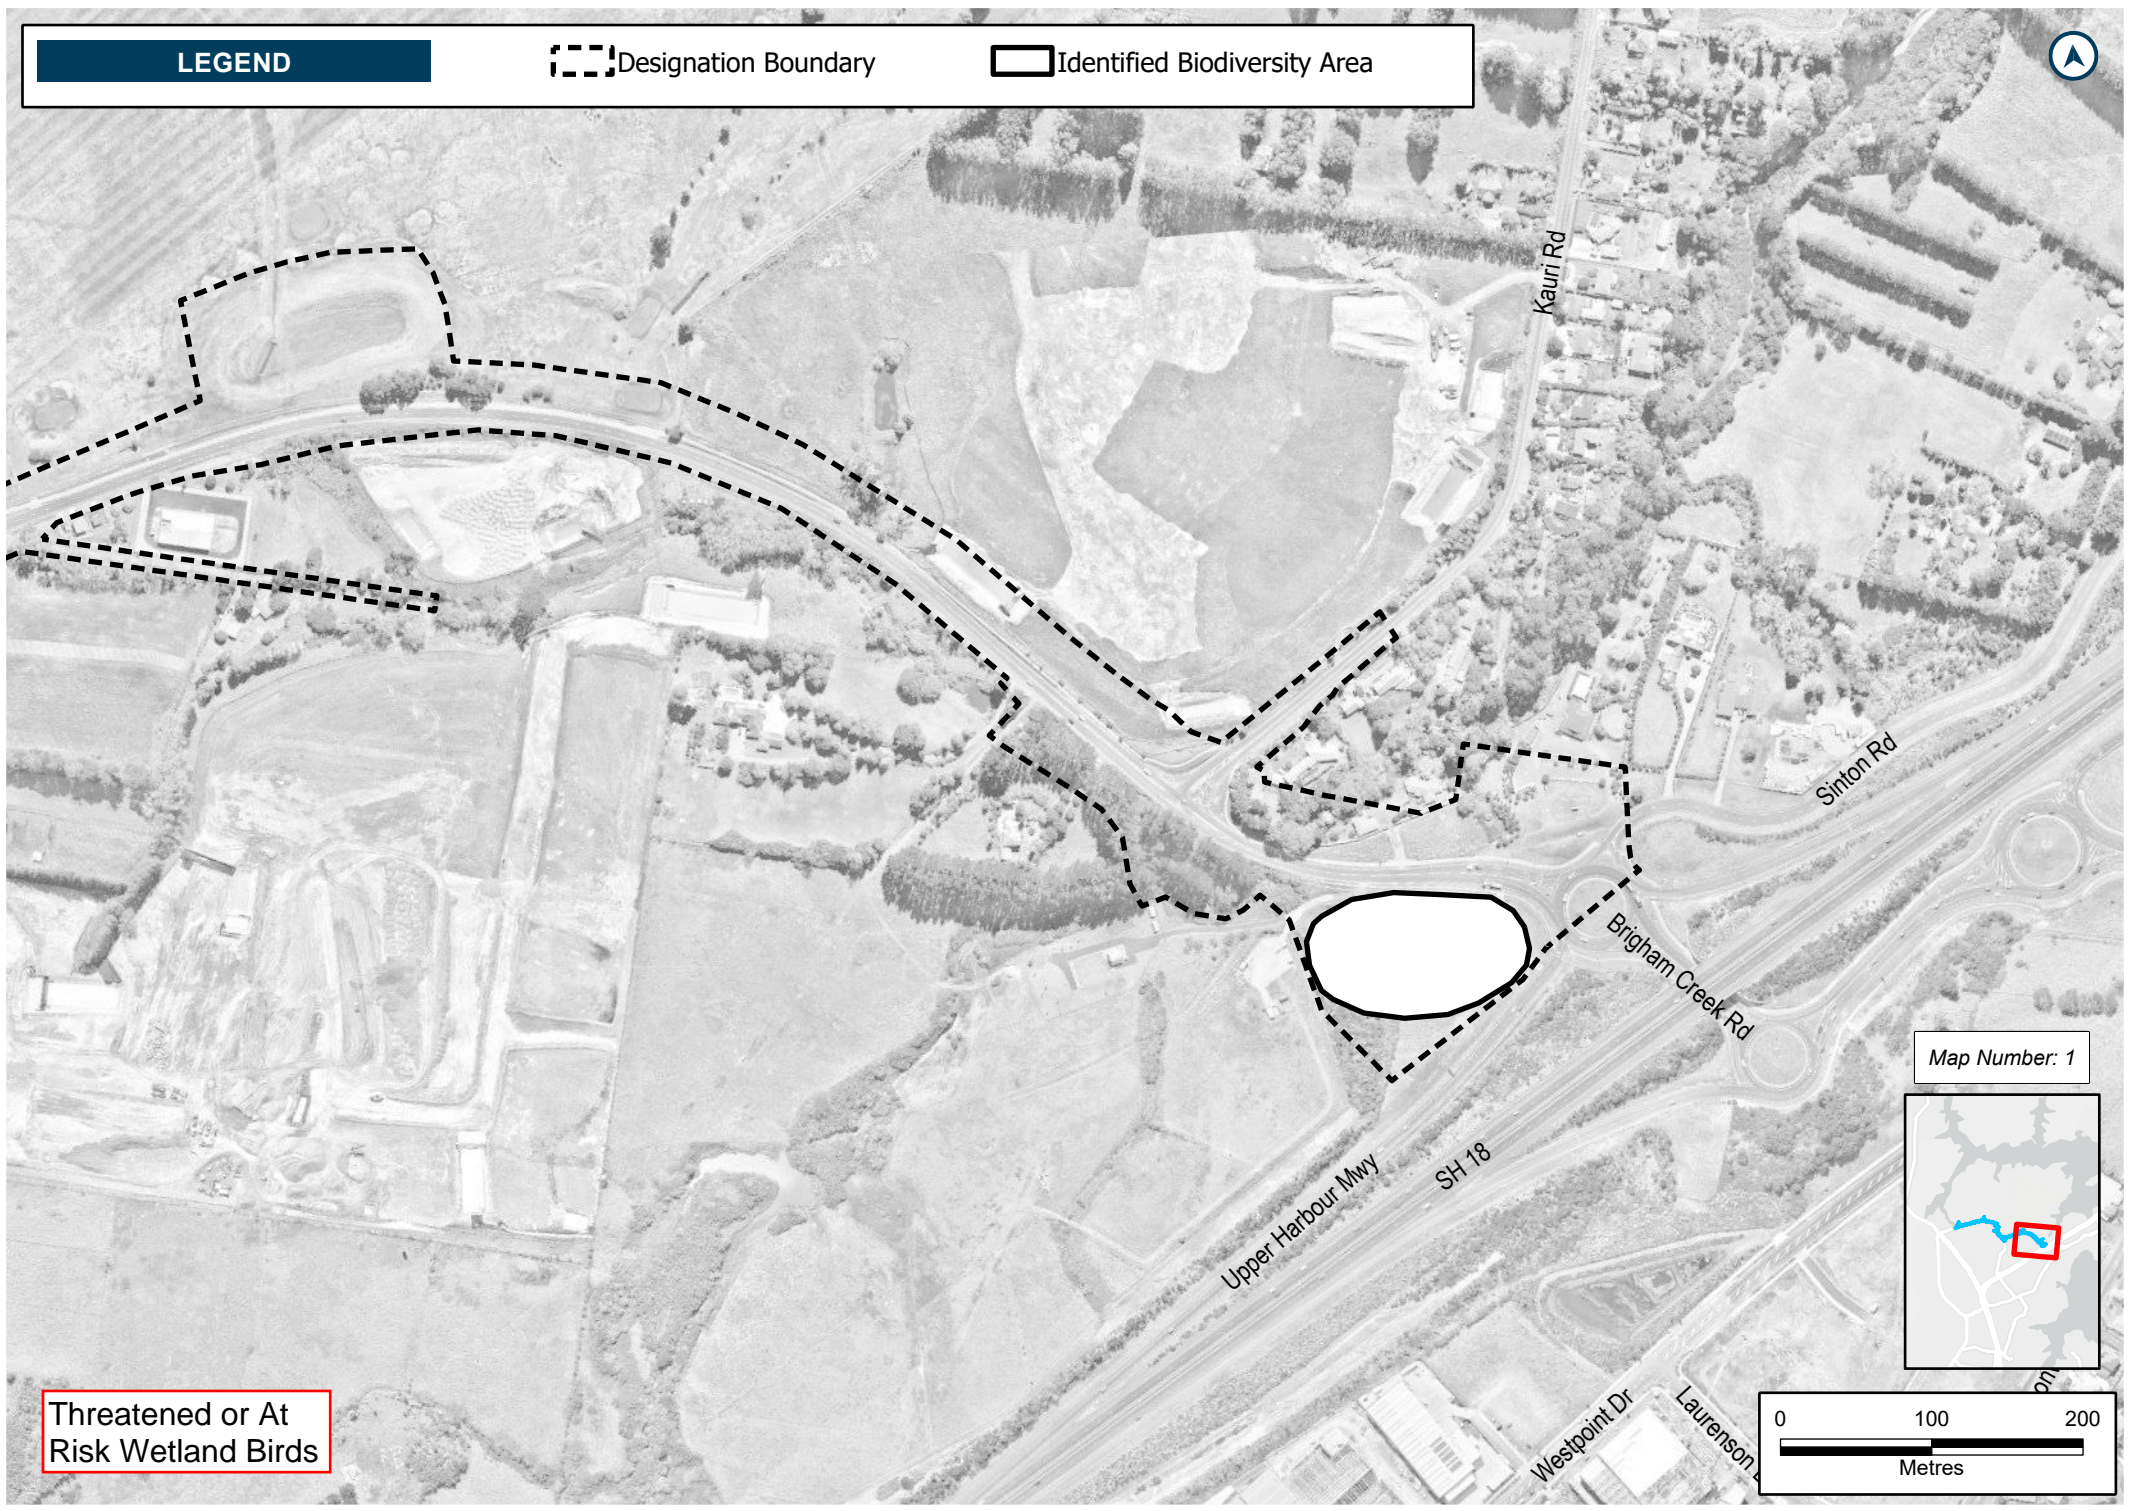 LEGEND
Designation Boundary
Identified Biodiversity Area
Kauri Rd
Sinton Rd
Brigham Creek Rd
Map Number: 1
SH 18
Upper Harbour Mwy
Threatened or At
Risk Wetland Birds
Westpoint Dr
Laurenson
0 100 200
Metres